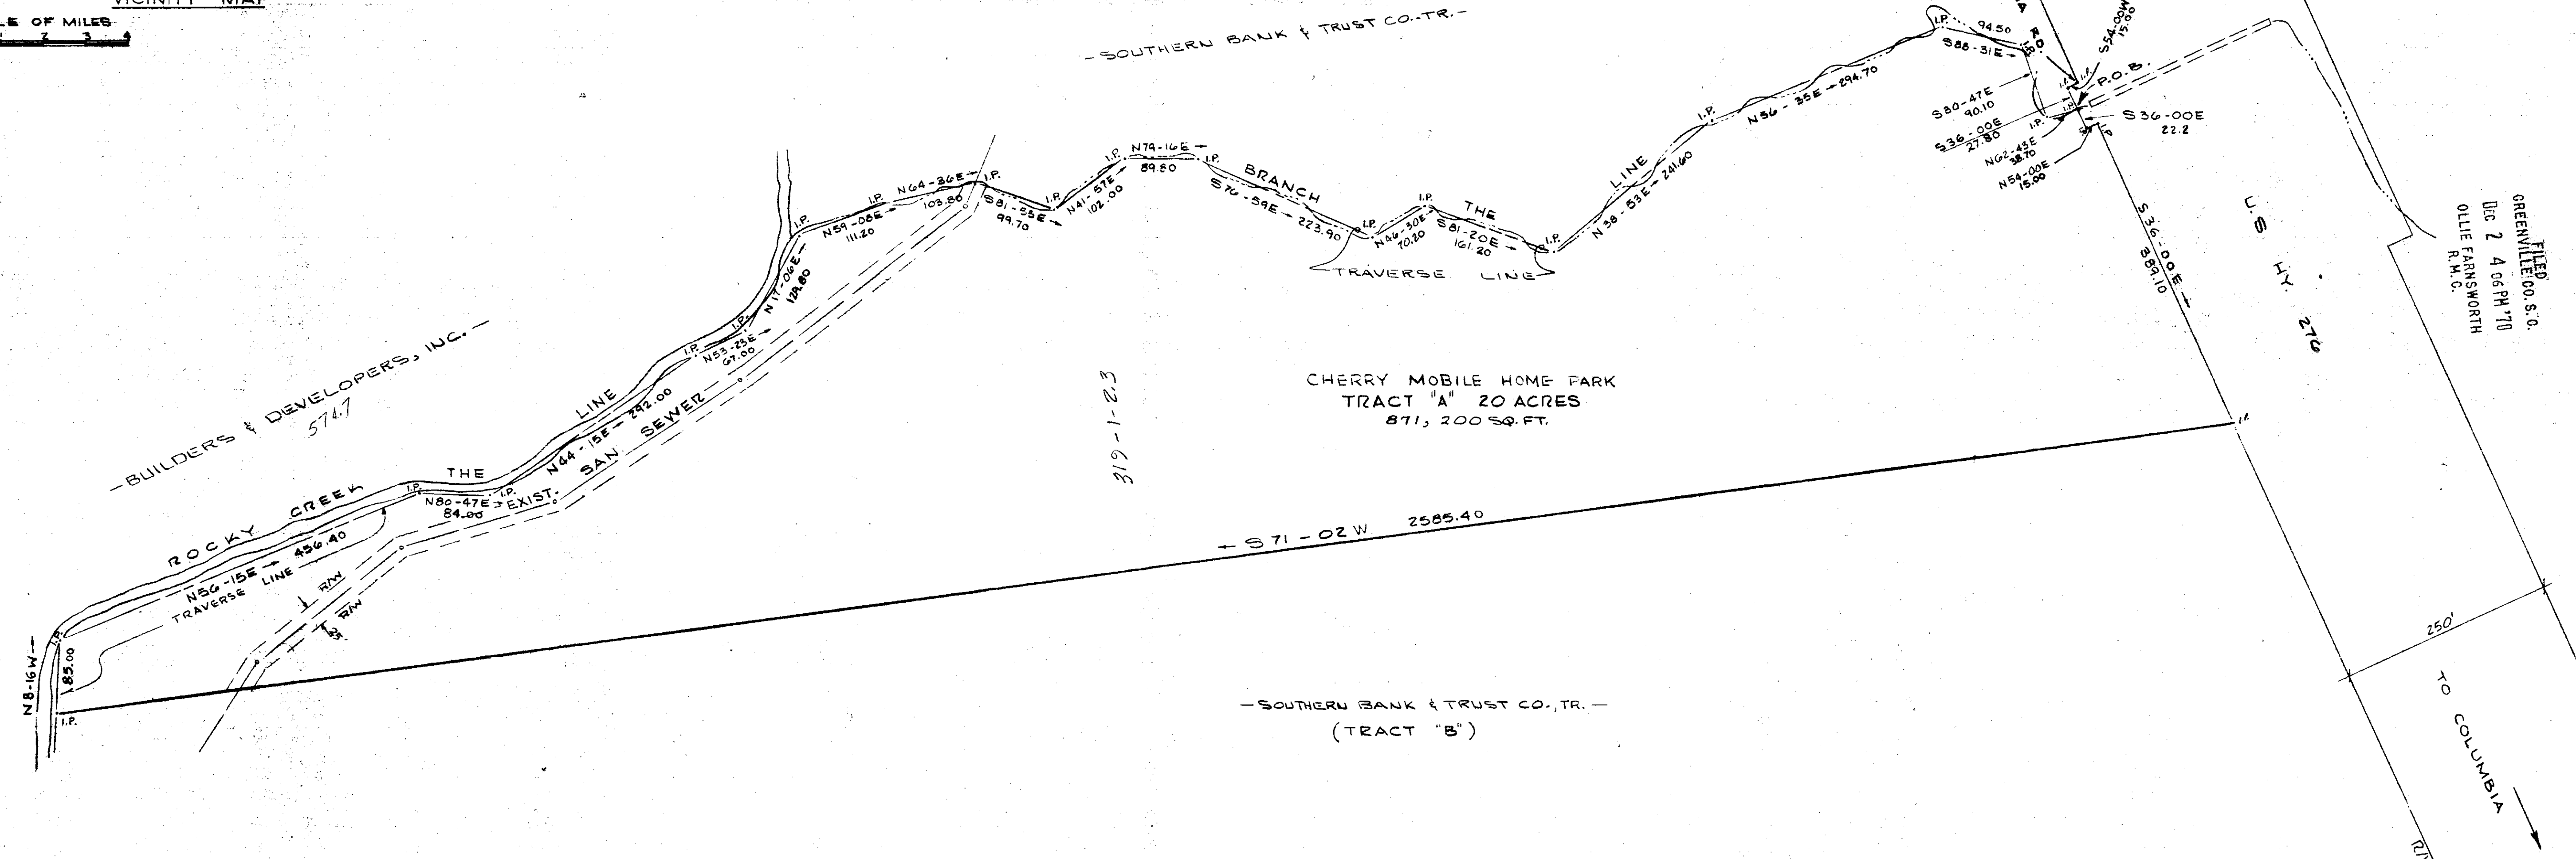 VICINITY MAP
LE OF MILES
1 2 3 4
- SOUTHERN BANK & TRUST CO.-TR. -
I.P.
94.50
S88-31E
RD
S54-00W
15.00
I.P.
I.P.
P.O.B.
S80-47E
90.10
S36-00E
27.80
I.P.
N62-43E
38.70
N54-00E
15.00
S36-00E
22.2
I.P.
N56-35E 294.70
I.P.
LINE
N38-53E 241.60
I.P.
THE
S81-20E
161.20
I.P.
N46-30E
70.20
I.P.
BRANCH
S76-59E 223.90
TRAVERSE LINE
I.P.
N79-16E
89.80
I.P.
N41-57E
102.00
I.P.
S81-55E
99.70
I.P.
N64-36E
103.80
I.P.
N59-08E
111.20
I.P.
N17-06E
129.80
I.P.
N53-23E
67.00
I.P.
LINE
N44-15E 292.00
EXIST. SAN. SEWER
THE
I.P.
N80-47E
84.00
I.P.
ROCKY CREEK
456.40
N56-15E
TRAVERSE LINE
R/W
R/W
25'
I.P.
N8-16W
85.00
I.P.
- BUILDERS & DEVELOPERS, INC. -
574.7
319-1-2.3
CHERRY MOBILE HOME PARK
TRACT "A" 20 ACRES
871,200 SQ.FT.
S71-02W 2585.40
I.P.
S36-00E
389.10
U.S HY. 276
FILED
GREENVILLE CO. S.C.
DEC 2 4 06 PM '70
OLLIE FARNSWORTH
R.M.C.
- SOUTHERN BANK & TRUST CO., TR. -
(TRACT "B")
250'
TO COLUMBIA
R/W